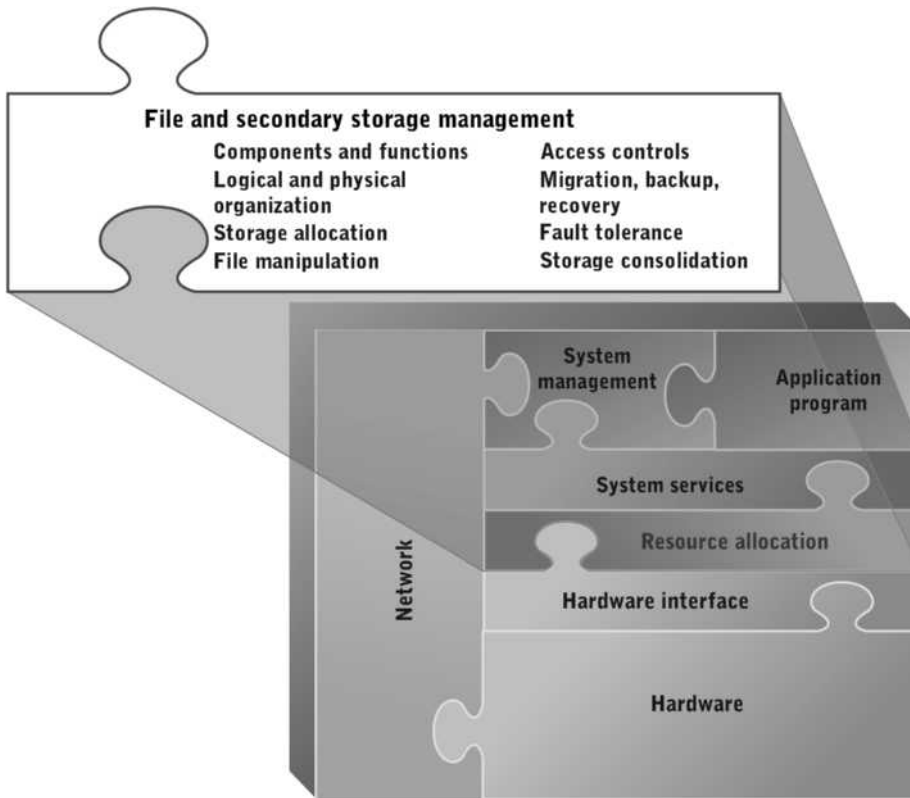 File and secondary storage management
Components and functions
Logical and physical
organization
Storage allocation
File manipulation
Access controls
Migration, backup,
recovery
Fault tolerance
Storage consolidation
System
management
Application
program
System services
Resource allocation
Network
Hardware interface
Hardware